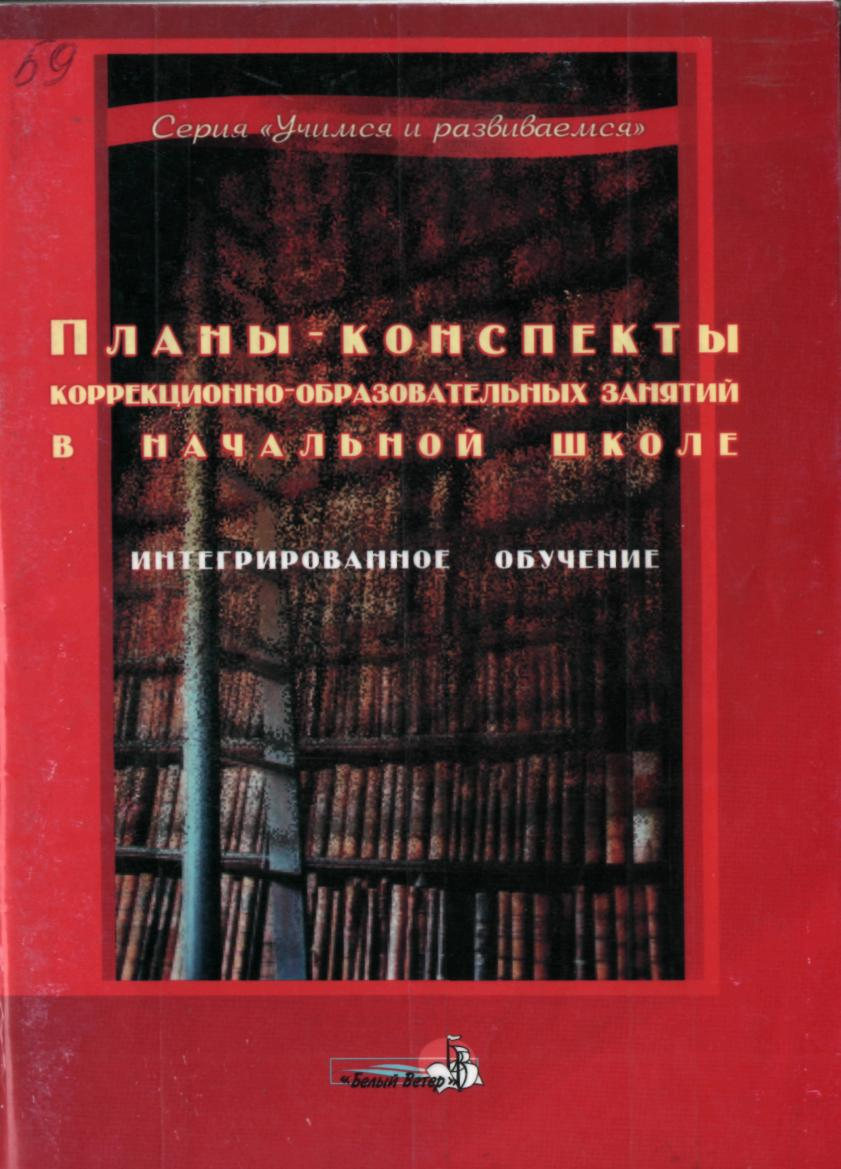 69
Серия «Учимся и развиваемся»
Планы-конспекты
коррекционно-образовательных занятий
в начальной школе
интегрированное обучение
«Белый Ветер»